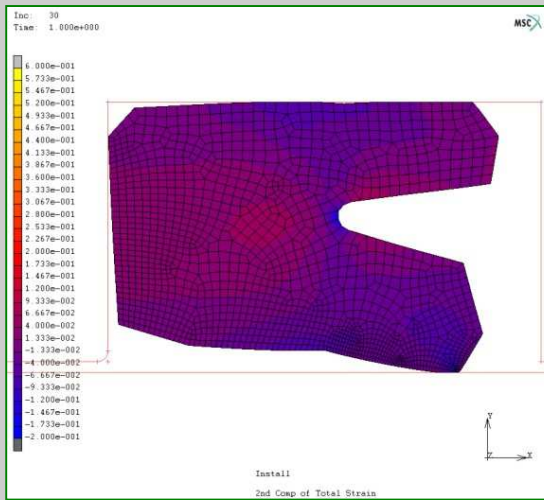 Inc: 30
Time: 1.000e+000
MSC
6.000e-001
5.733e-001
5.467e-001
5.200e-001
4.933e-001
4.667e-001
4.400e-001
4.133e-001
3.867e-001
3.600e-001
3.333e-001
3.067e-001
2.800e-001
2.533e-001
2.267e-001
2.000e-001
1.733e-001
1.467e-001
1.200e-001
9.333e-002
6.667e-002
4.000e-002
1.333e-002
-1.333e-002
-4.000e-002
-6.667e-002
-9.333e-002
-1.200e-001
-1.467e-001
-1.733e-001
-2.000e-001
Y
Z X
Install
2nd Comp of Total Strain